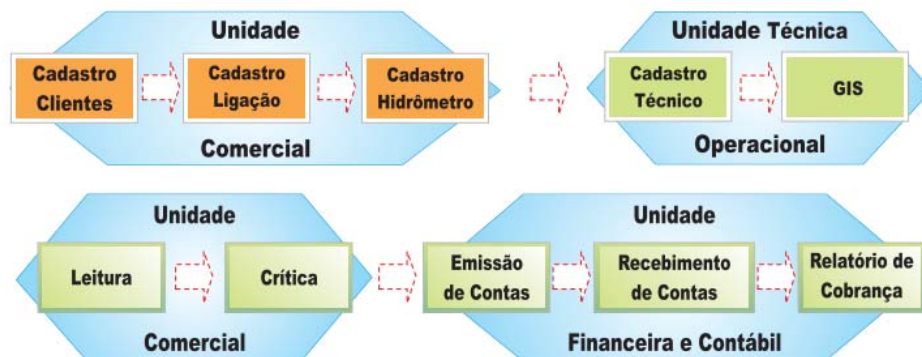 Unidade
Cadastro
Clientes
Cadastro
Ligação
Cadastro
Hidrômetro
Comercial
Unidade Técnica
Cadastro
Técnico
GIS
Operacional
Unidade
Leitura
Crítica
Comercial
Unidade
Emissão
de Contas
Recebimento
de Contas
Relatório de
Cobrança
Financeira e Contábil